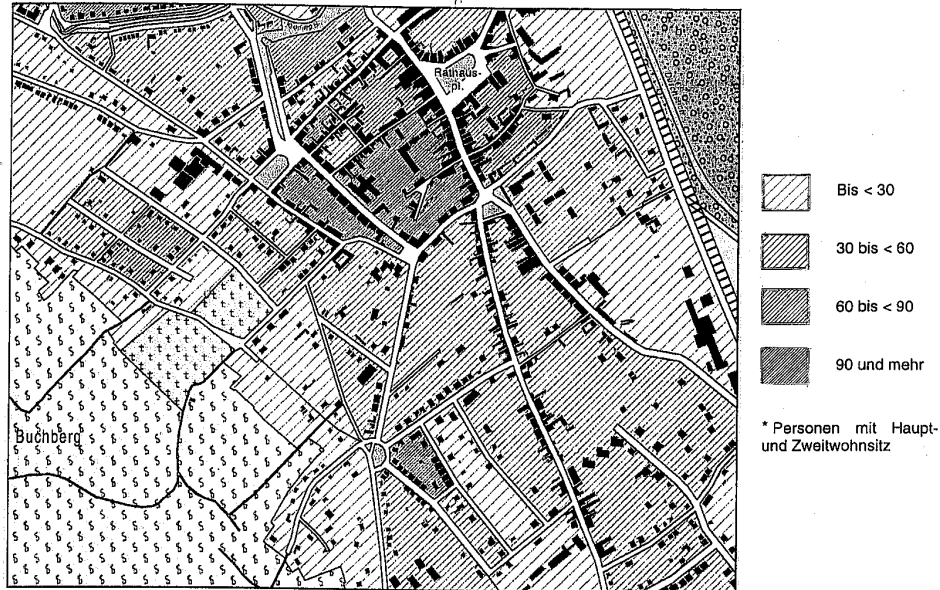 Rathaus-
pl.
Buchberg
Bis < 30
30 bis < 60
60 bis < 90
90 und mehr
* Personen mit Haupt-
und Zweitwohnsitz